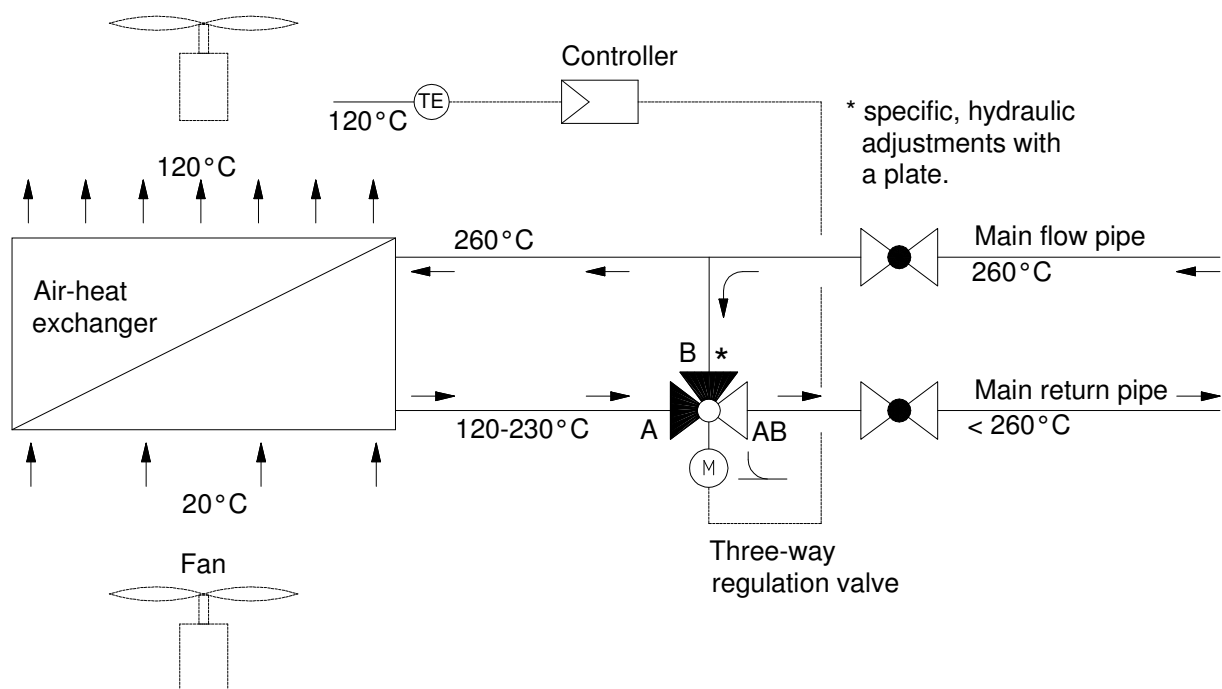 Controller
TE
120°C
* specific, hydraulic
adjustments with
a plate.
120°C
260°C
Main flow pipe
260°C
Air-heat
exchanger
B *
Main return pipe
120-230°C
A
AB
< 260°C
M
20°C
Fan
Three-way
regulation valve